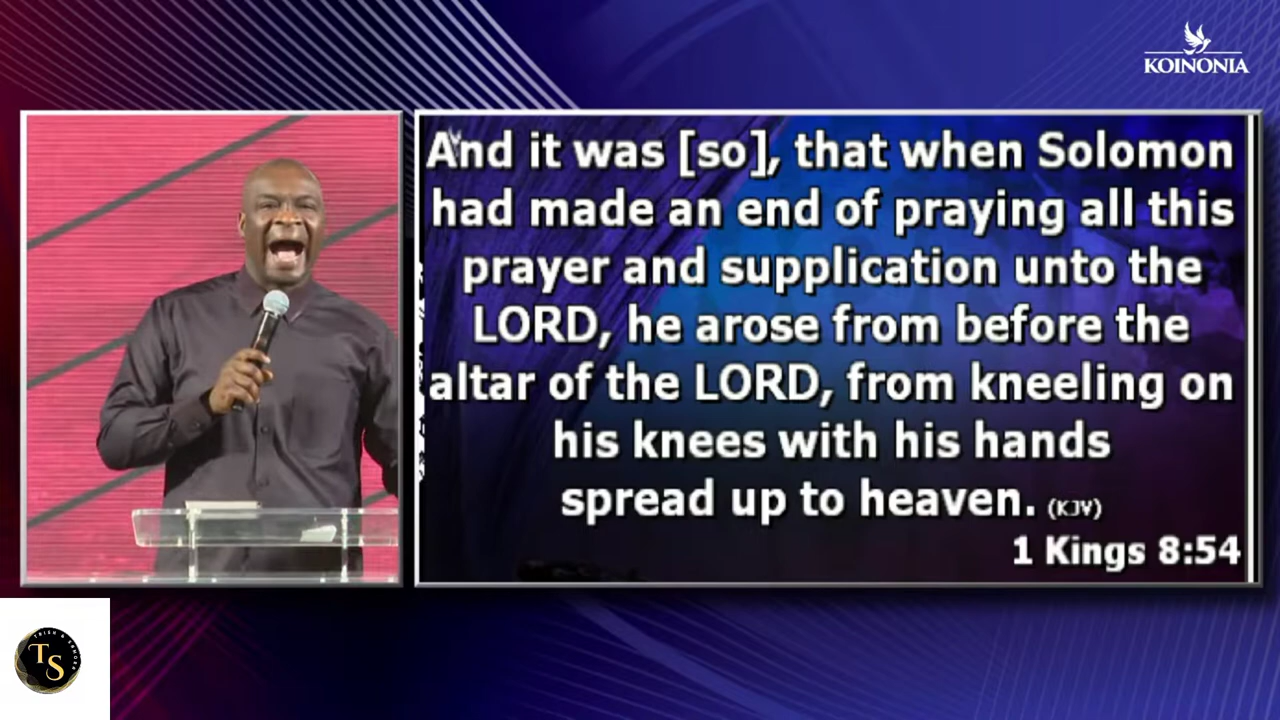 KOINONIA
And it was [so], that when Solomon
had made an end of praying all this
prayer and supplication unto the
LORD, he arose from before the
altar of the LORD, from kneeling on
his knees with his hands
spread up to heaven. (KJV)
1 Kings 8:54
TS